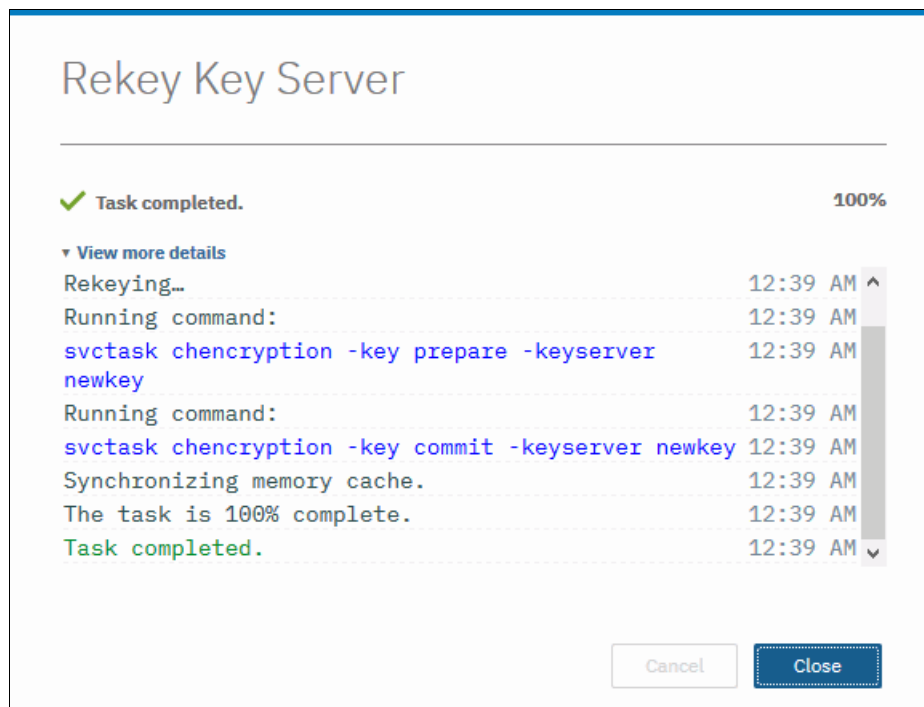 Rekey Key Server
Task completed. 100%
▾ View more details
Rekeying… 12:39 AM
Running command: 12:39 AM
svctask chencryption -key prepare -keyserver 12:39 AM
newkey
Running command: 12:39 AM
svctask chencryption -key commit -keyserver newkey 12:39 AM
Synchronizing memory cache. 12:39 AM
The task is 100% complete. 12:39 AM
Task completed. 12:39 AM
Cancel Close